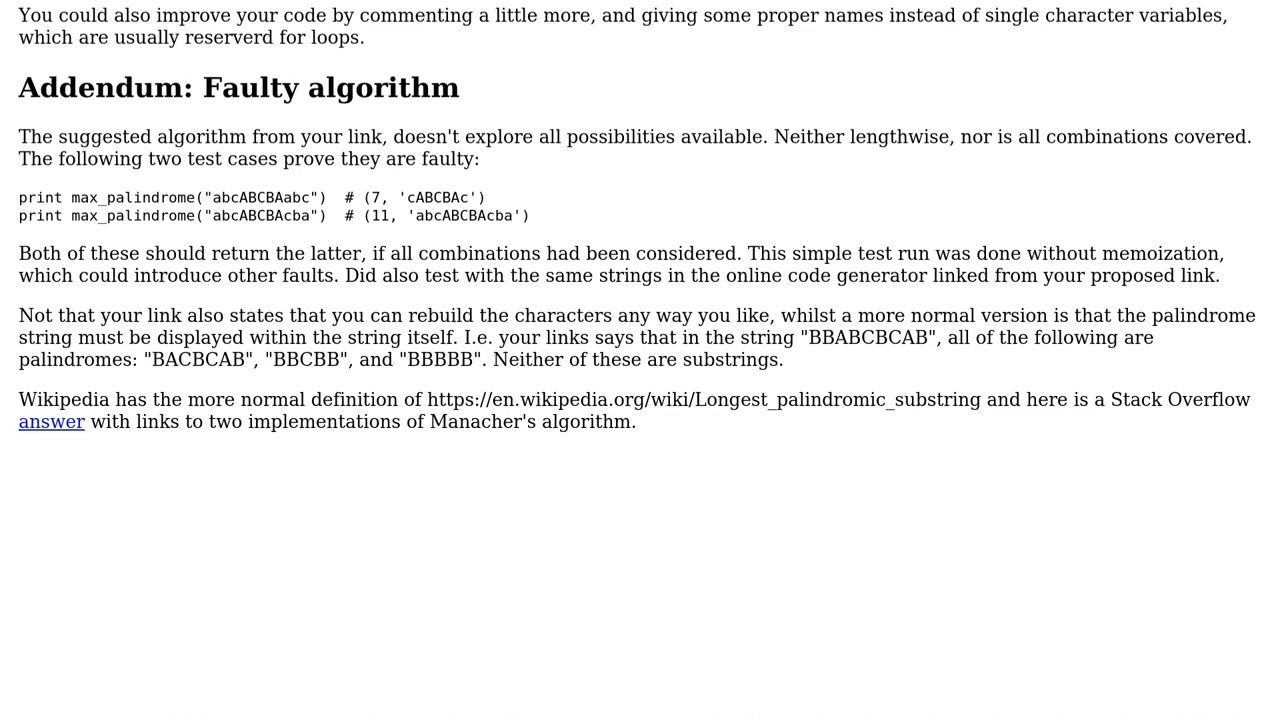 You could also improve your code by commenting a little more, and giving some proper names instead of single character variables,
which are usually reserverd for loops.
Addendum: Faulty algorithm
The suggested algorithm from your link, doesn't explore all possibilities available. Neither lengthwise, nor is all combinations covered.
The following two test cases prove they are faulty:
print max_palindrome("abcABCBAabc")  # (7, 'cABCBAc')
print max_palindrome("abcABCBAcba")  # (11, 'abcABCBAcba')
Both of these should return the latter, if all combinations had been considered. This simple test run was done without memoization,
which could introduce other faults. Did also test with the same strings in the online code generator linked from your proposed link.
Not that your link also states that you can rebuild the characters any way you like, whilst a more normal version is that the palindrome
string must be displayed within the string itself. I.e. your links says that in the string "BBABCBCAB", all of the following are
palindromes: "BACBCAB", "BBCBB", and "BBBBB". Neither of these are substrings.
Wikipedia has the more normal definition of https://en.wikipedia.org/wiki/Longest_palindromic_substring and here is a Stack Overflow
answer with links to two implementations of Manacher's algorithm.